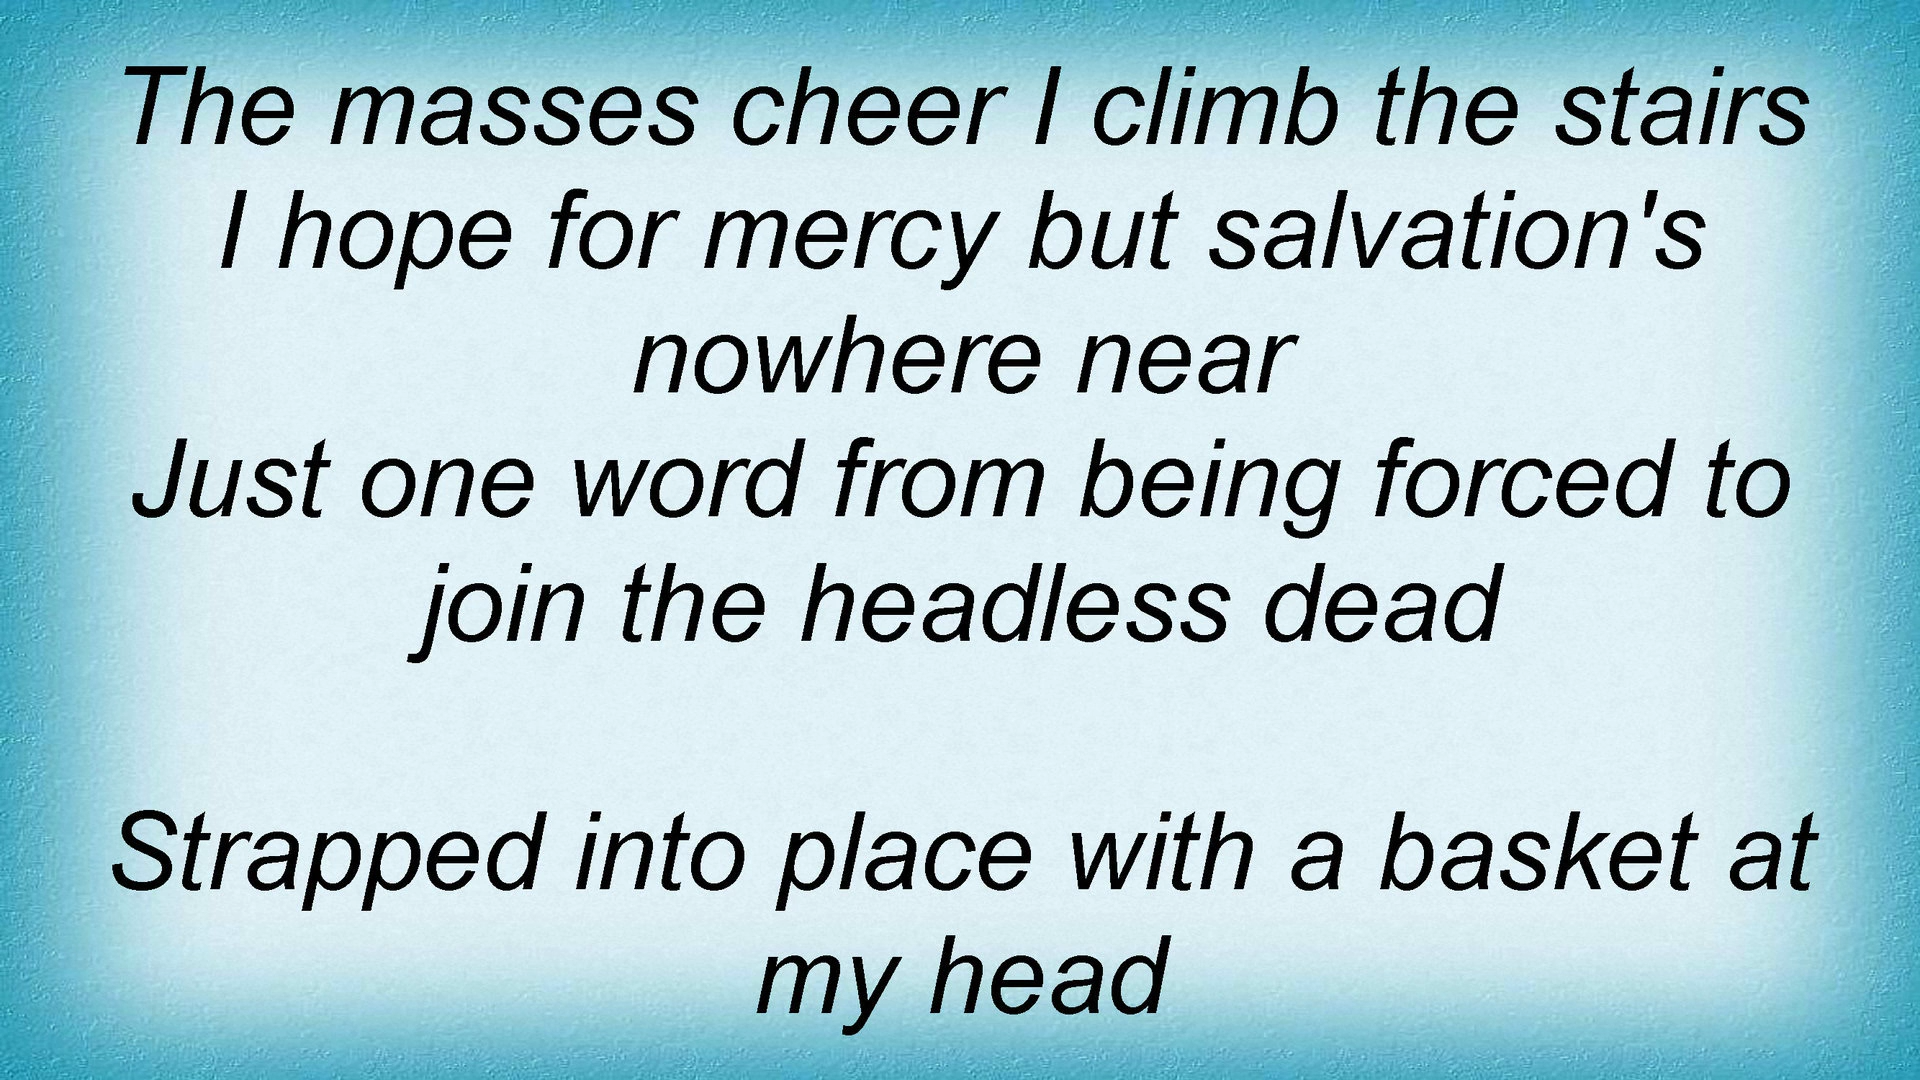 The masses cheer I climb the stairs
I hope for mercy but salvation's
nowhere near
Just one word from being forced to
join the headless dead
Strapped into place with a basket at
my head